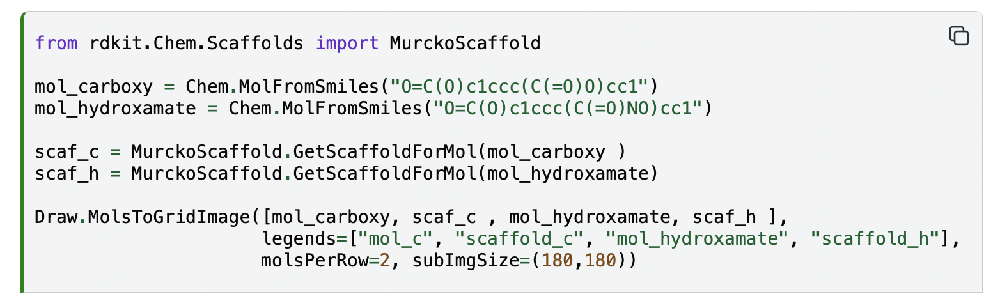 from rdkit.Chem.Scaffolds import MurckoScaffold
mol_carboxy = Chem.MolFromSmiles("O=C(O)c1ccc(C(=O)O)cc1")
mol_hydroxamate = Chem.MolFromSmiles("O=C(O)c1ccc(C(=O)NO)cc1")
scaf_c = MurckoScaffold.GetScaffoldForMol(mol_carboxy )
scaf_h = MurckoScaffold.GetScaffoldForMol(mol_hydroxamate)
Draw.MolsToGridImage([mol_carboxy, scaf_c , mol_hydroxamate, scaf_h ],
                     legends=["mol_c", "scaffold_c", "mol_hydroxamate", "scaffold_h"],
                     molsPerRow=2, subImgSize=(180,180))